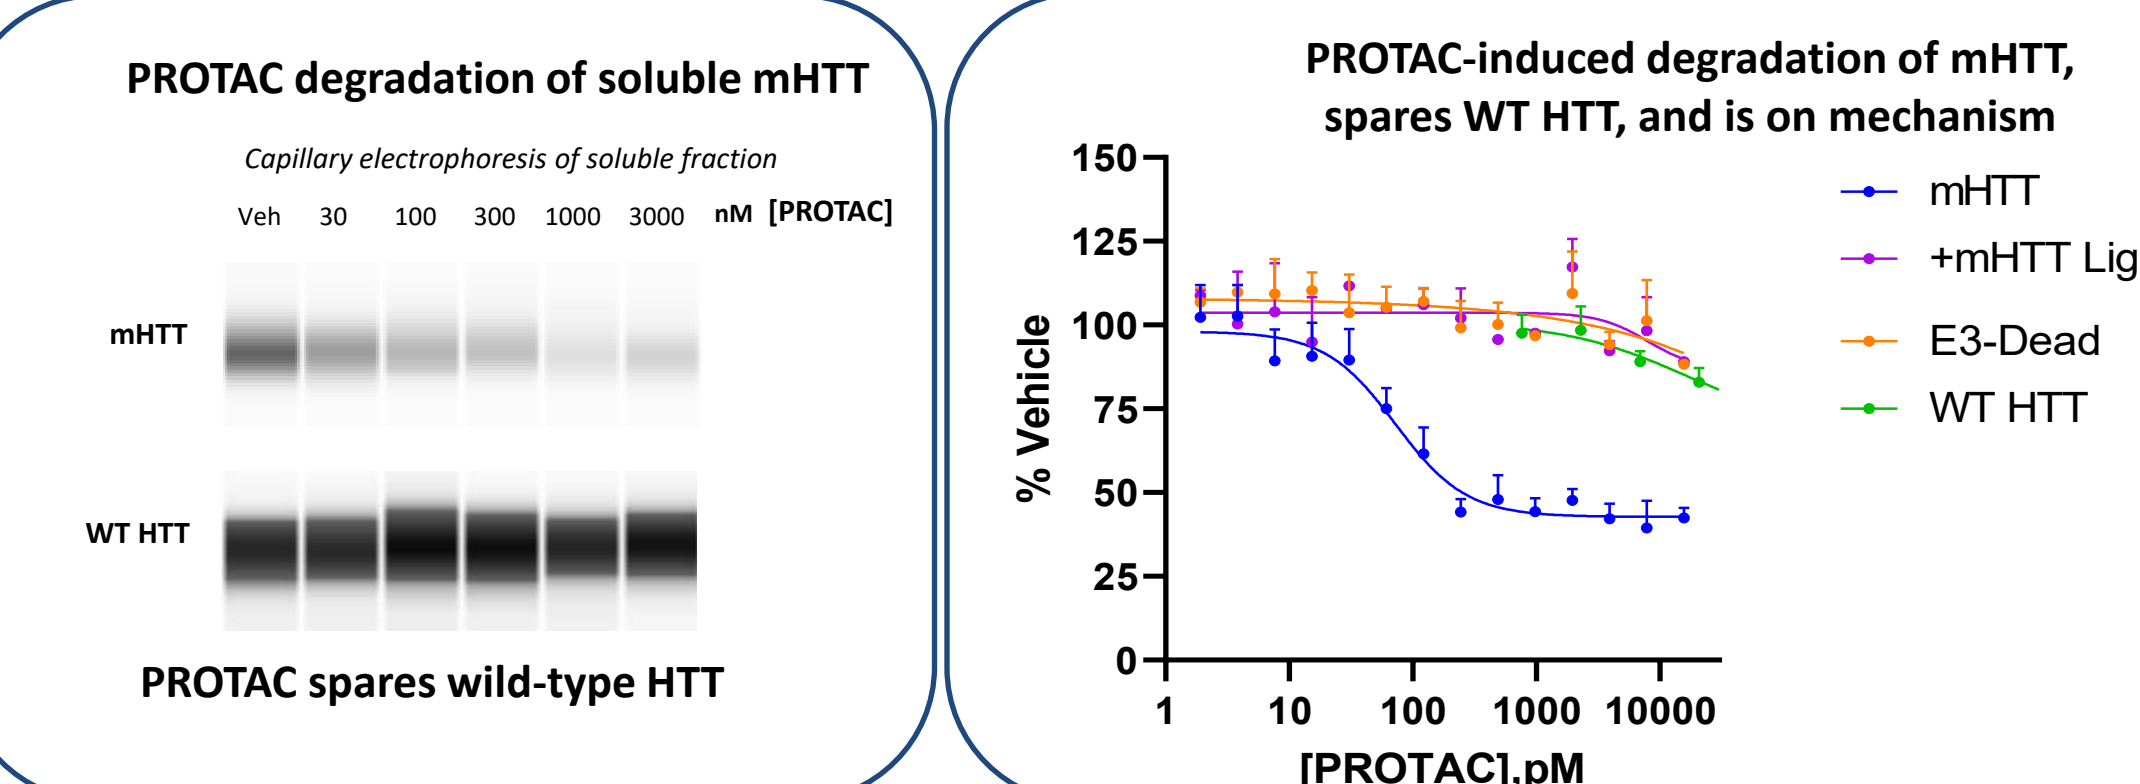 PROTAC degradation of soluble mHTT
Capillary electrophoresis of soluble fraction
Veh 30 100 300 1000 3000 nM [PROTAC]
mHTT
WT HTT
PROTAC spares wild-type HTT
PROTAC-induced degradation of mHTT,
spares WT HTT, and is on mechanism
% Vehicle
150
125
100
75
50
25
0
1 10 100 1000 10000
[PROTAC],pM
mHTT
+mHTT Lig
E3-Dead
WT HTT